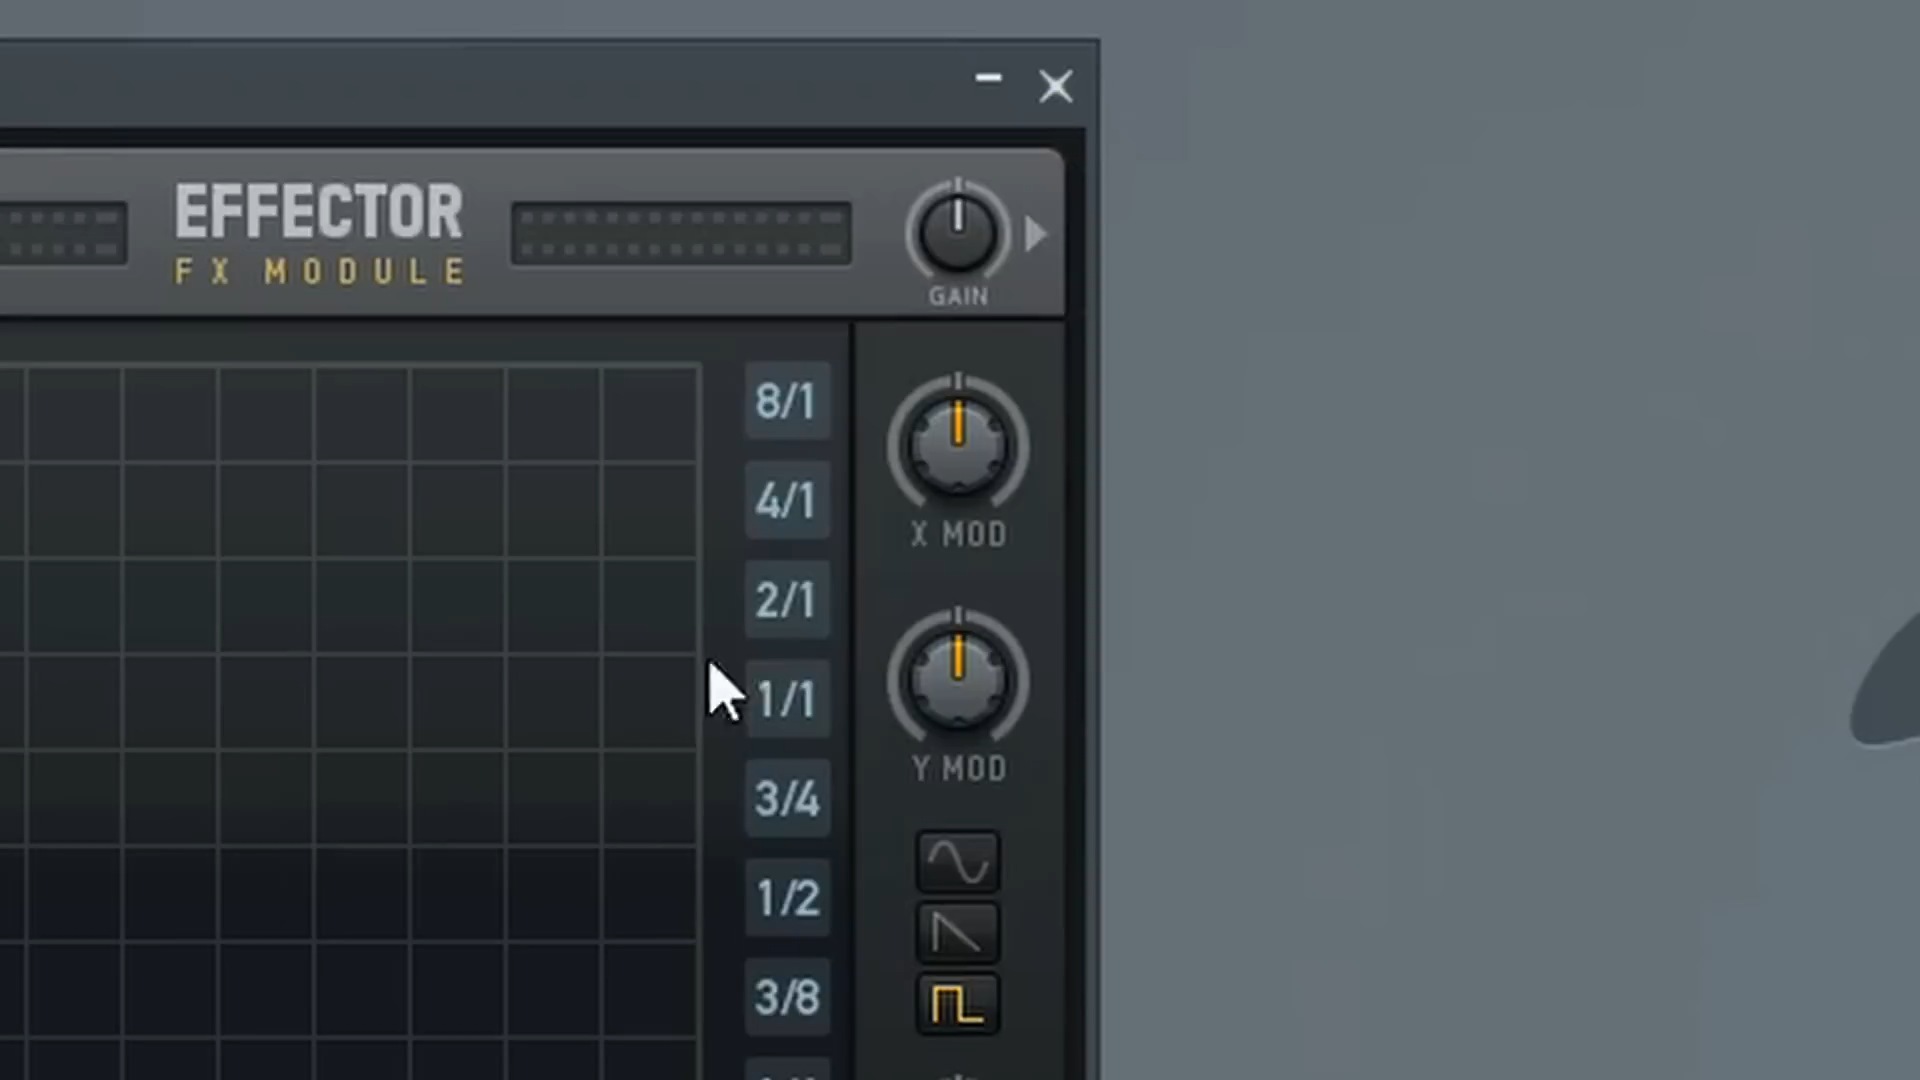 EFFECTOR
FX MODULE
GAIN
8/1
4/1
2/1
1/1
3/4
1/2
3/8
X MOD
Y MOD